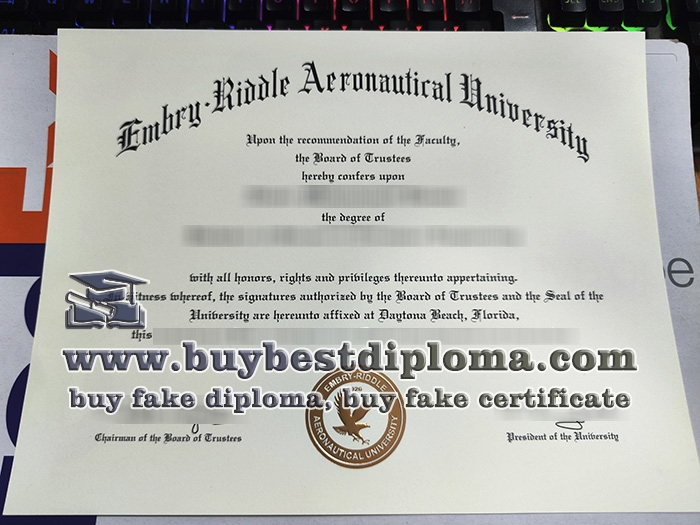 Embry-Riddle Aeronautical University
Upon the recommendation of the Faculty,
the Board of Trustees
hereby confers upon
the degree of
with all honors, rights and privileges thereunto appertaining.
In witness whereof, the signatures authorized by the Board of Trustees and the Seal of the
University are hereunto affixed at Daytona Beach, Florida,
this
www.buybestdiploma.com
buy fake diploma, buy fake certificate
EMBRY-RIDDLE
AERONAUTICAL UNIVERSITY
Chairman of the Board of Trustees
President of the University